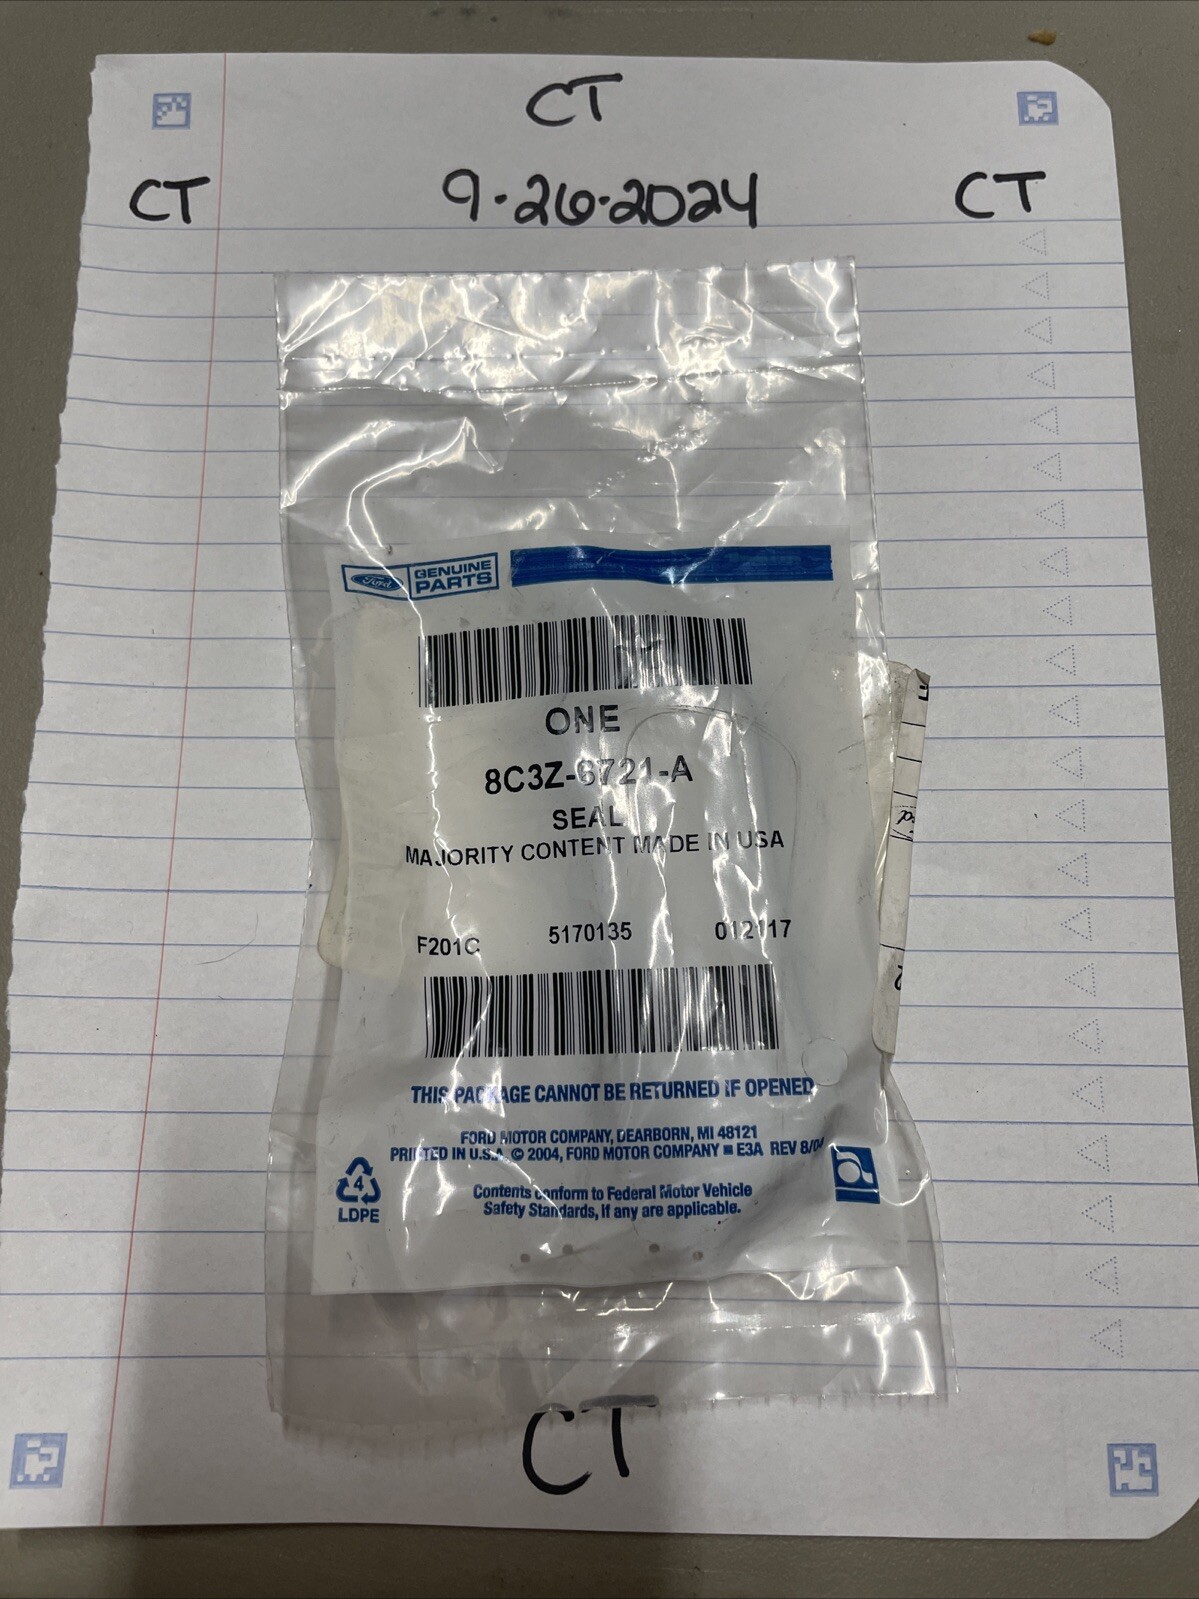 CT
CT 9-26-2024 CT
Ford GENUINE PARTS
ONE
8C3Z-6721-A
SEAL
MAJORITY CONTENT MADE IN USA
F201C 5170135 012117
THIS PACKAGE CANNOT BE RETURNED IF OPENED
FORD MOTOR COMPANY, DEARBORN, MI 48121
PRINTED IN U.S.A. © 2004, FORD MOTOR COMPANY ■ E3A REV 8/04
4
LDPE
Contents conform to Federal Motor Vehicle
Safety Standards, if any are applicable.
CT